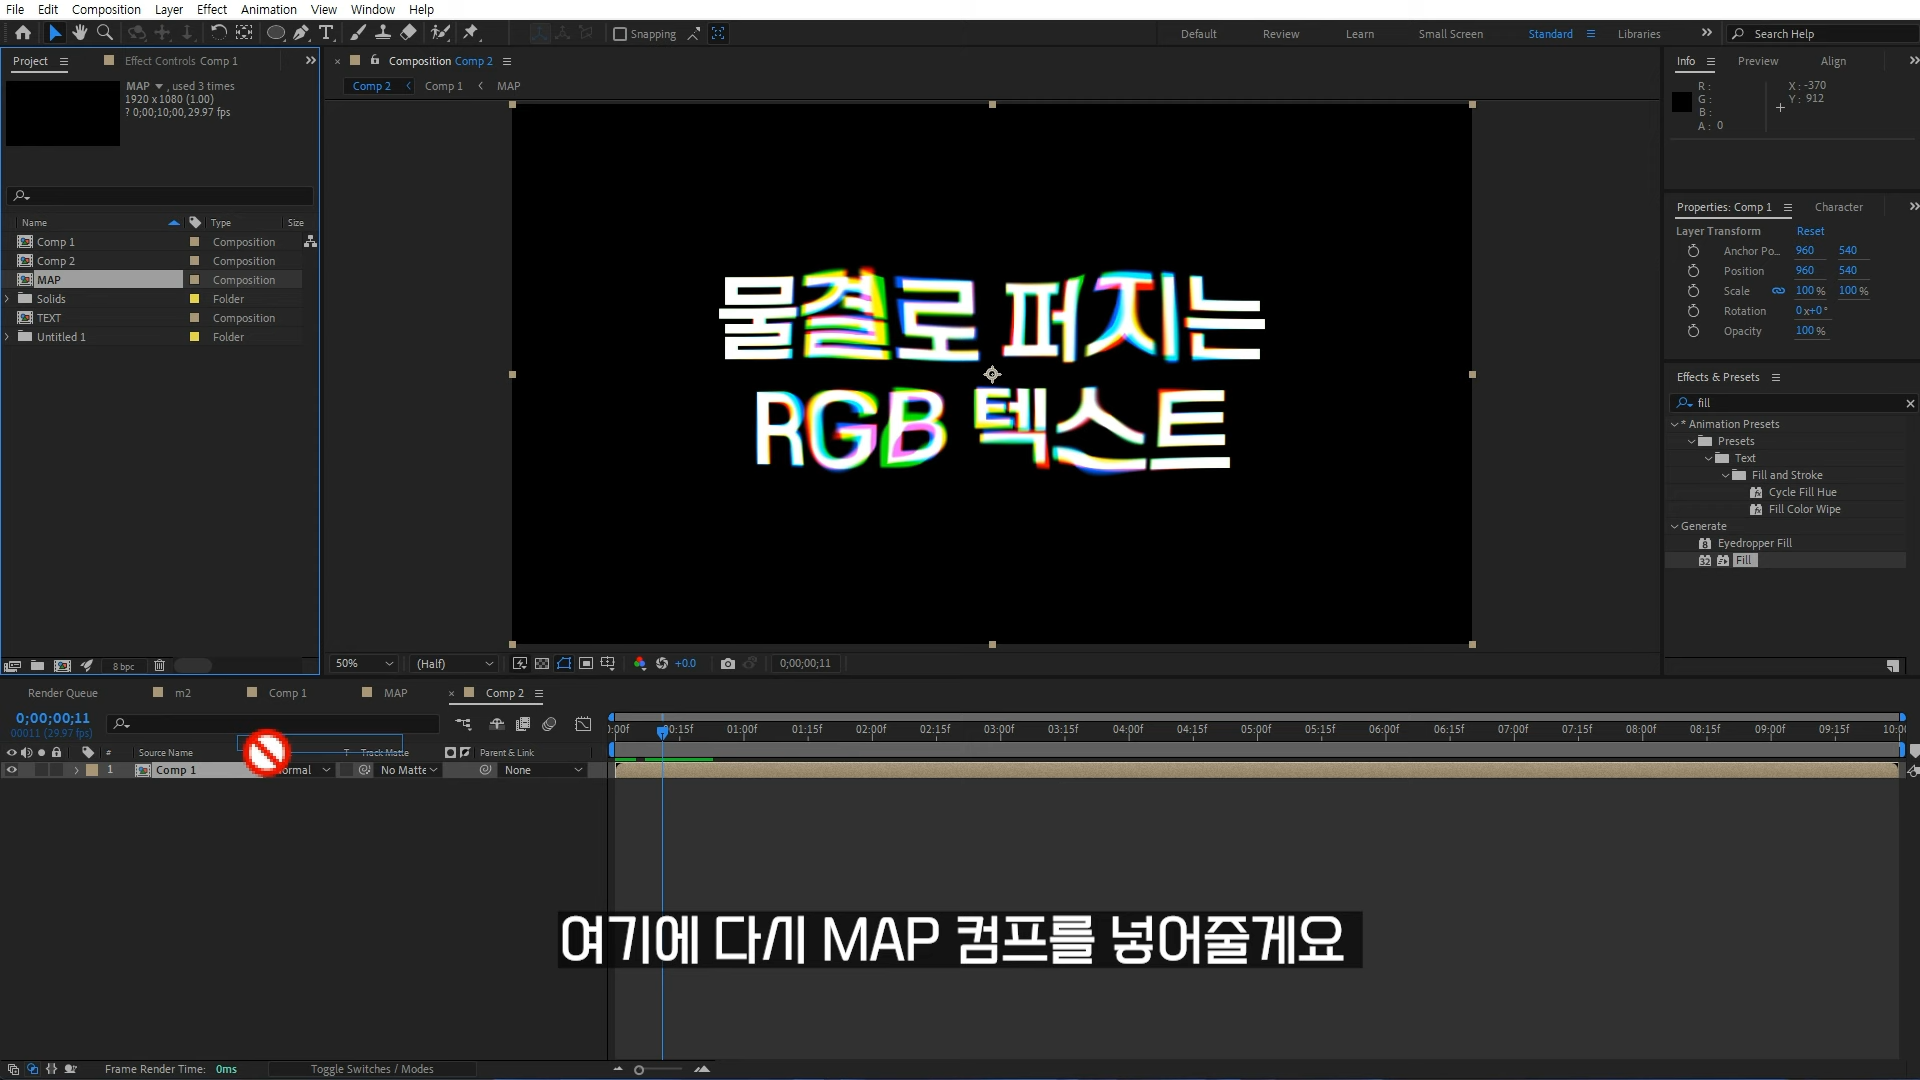 File Edit Composition Layer Effect Animation View Window Help
Snapping
Default Review Learn Small Screen Standard Libraries Search Help
Project Effect Controls Comp 1
MAP , used 3 times
1920 x 1080 (1.00)
? 0;00;10;00, 29.97 fps
Name Type Size
Comp 1 Composition
Comp 2 Composition
MAP Composition
Solids Folder
TEXT Composition
Untitled 1 Folder
8 bpc
Composition Comp 2
Comp 2 Comp 1 MAP
물결로 퍼지는
RGB 텍스트
50% (Half) +0.0 0;00;00;11
Info Preview Align
R :
G :
B :
A : 0
X : -370
Y : 912
Properties: Comp 1 Character
Layer Transform Reset
Anchor Po... 960 540
Position 960 540
Scale 100 % 100 %
Rotation 0x+0°
Opacity 100 %
Effects & Presets
fill
* Animation Presets
Presets
Text
Fill and Stroke
Cycle Fill Hue
Fill Color Wipe
Generate
Eyedropper Fill
Fill
Render Queue m2 Comp 1 MAP Comp 2
0;00;00;11
00011 (29.97 fps)
# Source Name T Track Matte Parent & Link
1 Comp 1 No Matte None
01:00f 01:15f 02:00f 02:15f 03:00f 03:15f 04:00f 04:15f 05:00f 05:15f 06:00f 06:15f 07:00f 07:15f 08:00f 08:15f 09:00f 09:15f
여기에 다시 MAP 컴프를 넣어줄게요
Frame Render Time: 0ms Toggle Switches / Modes